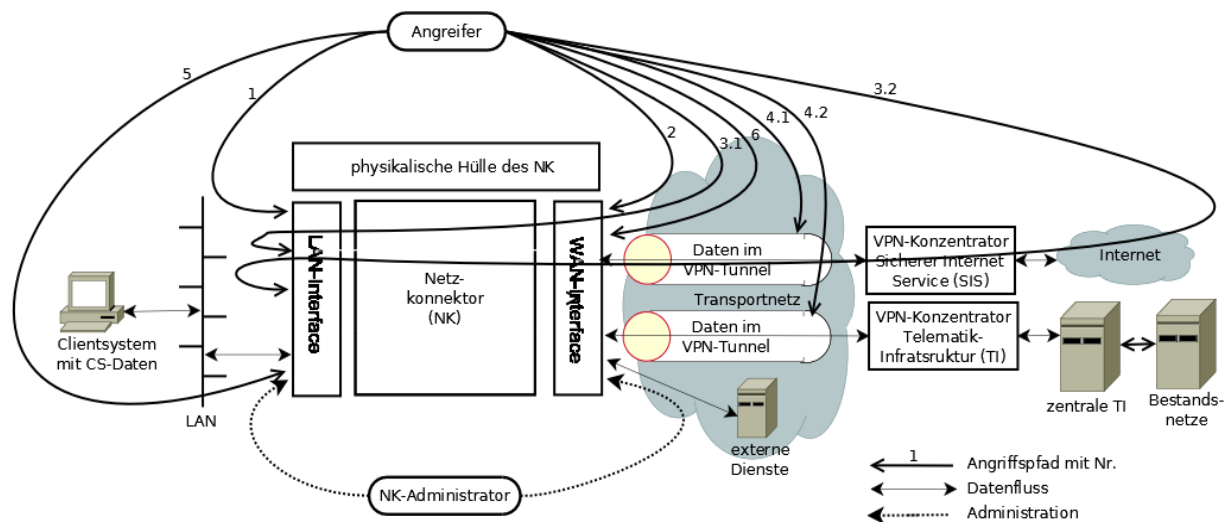 Angreifer
5
1
2
3.1
6
4.1
4.2
3.2
physikalische Hülle des NK
LAN-Interface
Netz-
konnektor
(NK)
WAN-Interface
Daten im
VPN-Tunnel
VPN-Konzentrator
Sicherer Internet
Service (SIS)
Internet
Transportnetz
Daten im
VPN-Tunnel
VPN-Konzentrator
Telematik-
Infratsruktur (TI)
Clientsystem
mit CS-Daten
LAN
zentrale TI
Bestands-
netze
externe
Dienste
NK-Administrator
1
Angriffspfad mit Nr.
Datenfluss
Administration